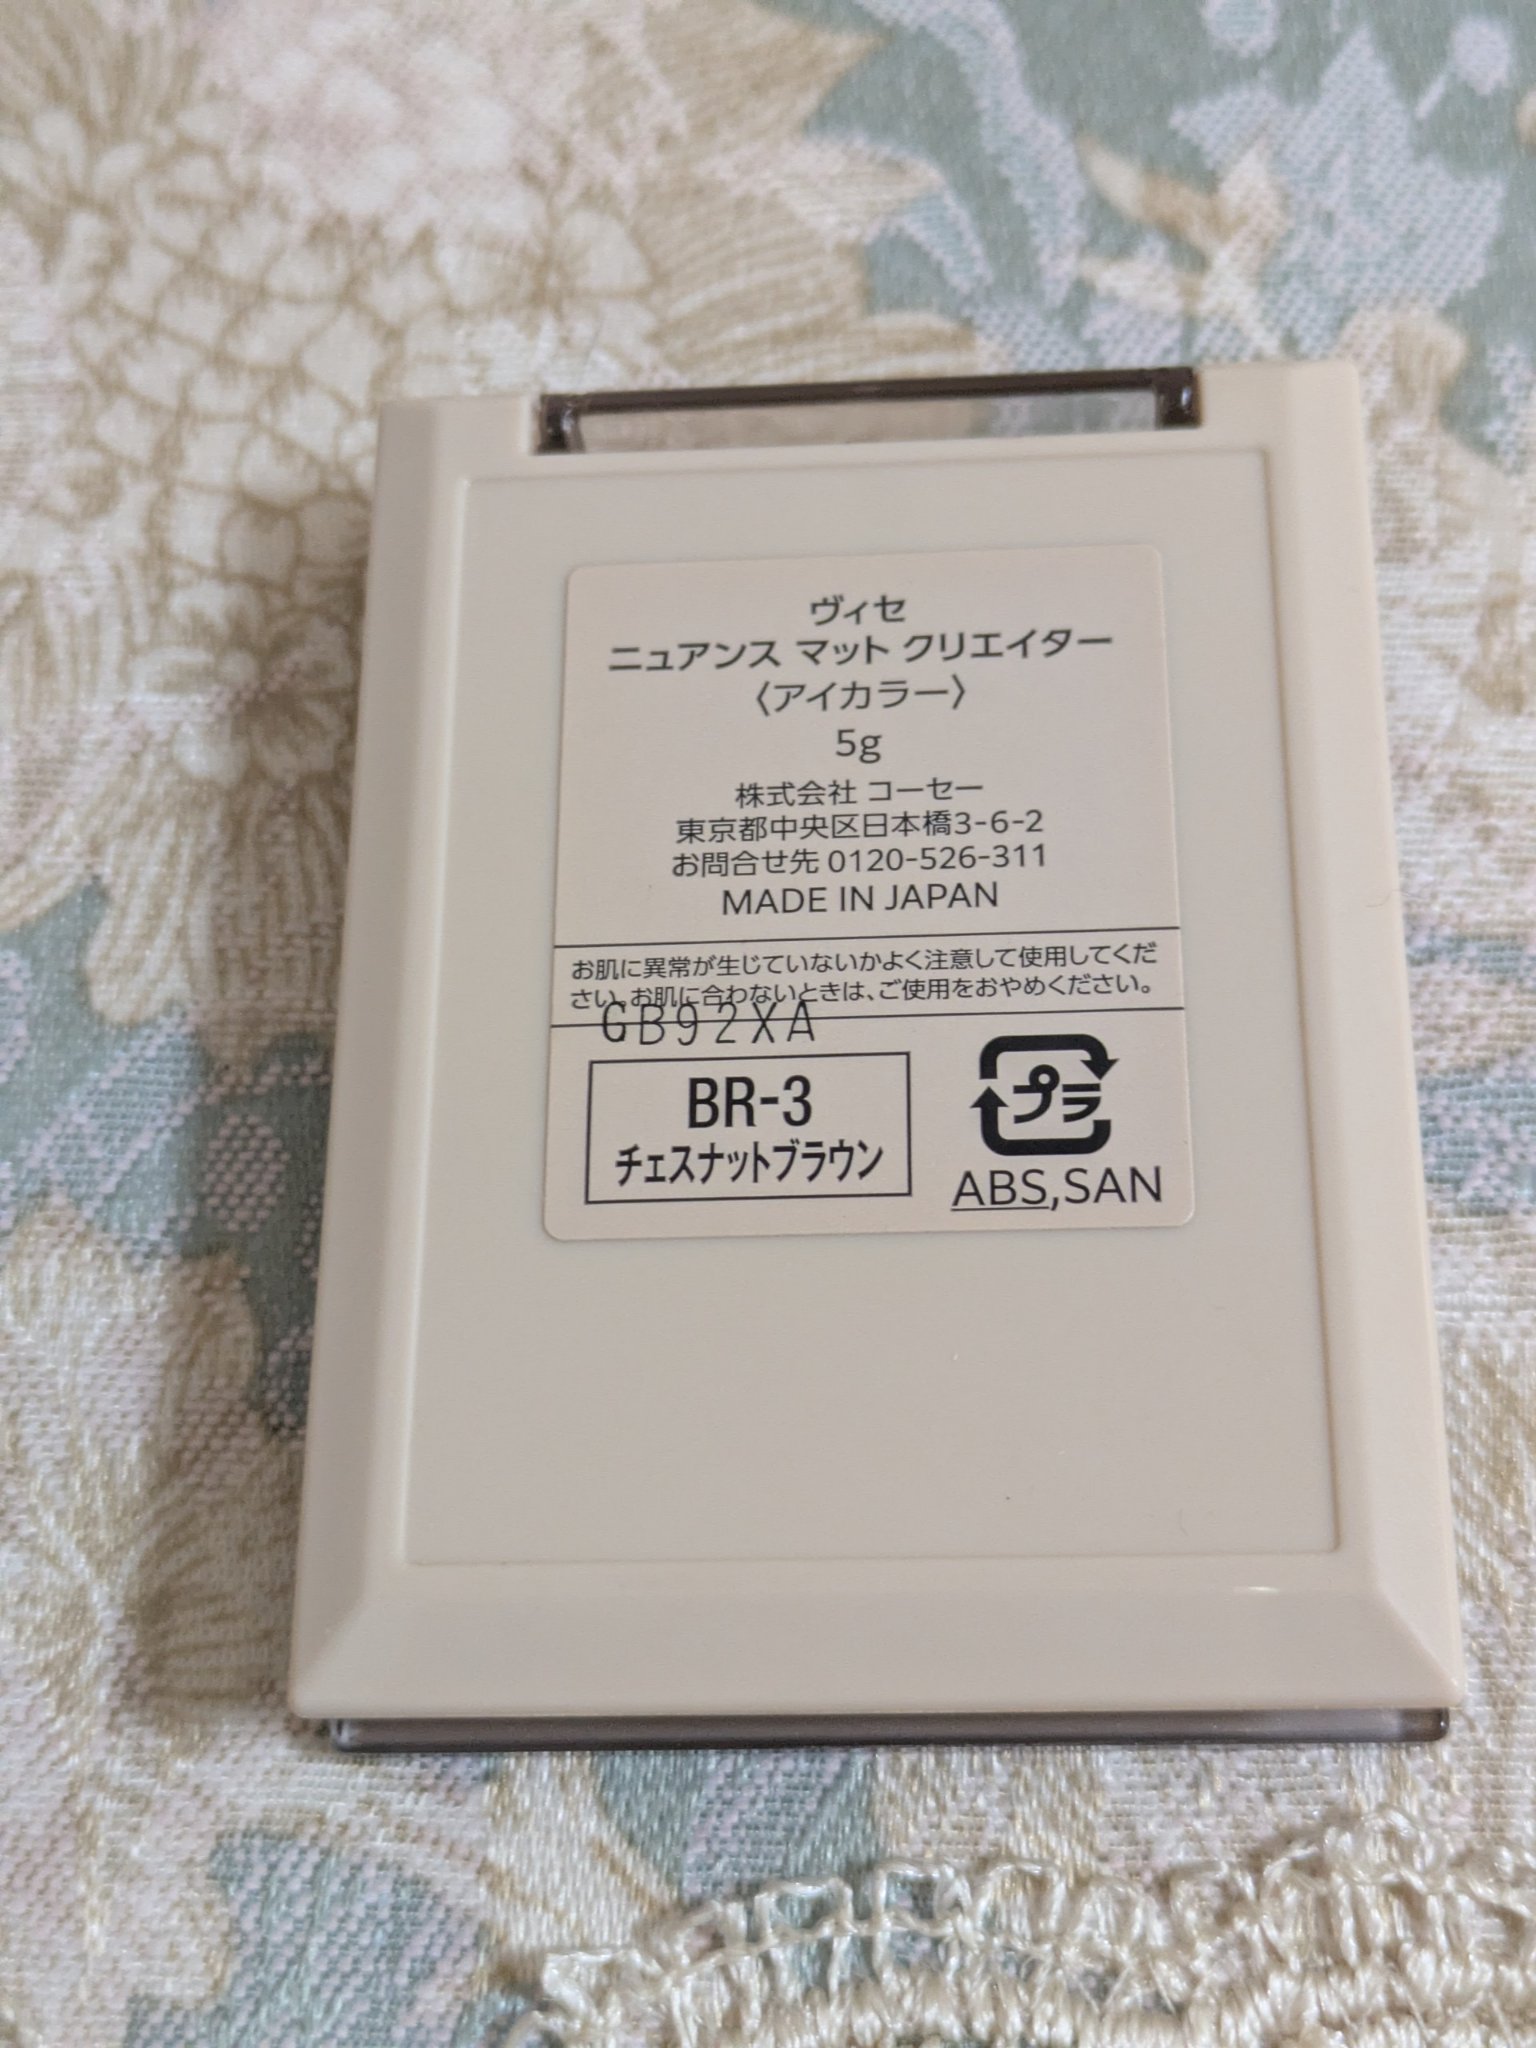 ヴィセ
ニュアンス マット クリエイター
〈アイカラー〉
5g
株式会社 コーセー
東京都中央区日本橋3-6-2
お問合せ先 0120-526-311
MADE IN JAPAN
お肌に異常が生じていないかよく注意して使用してくだ
さい。お肌に合わないときは、ご使用をおやめください。
GB92XA
BR-3
チェスナットブラウン
プラ
ABS,SAN